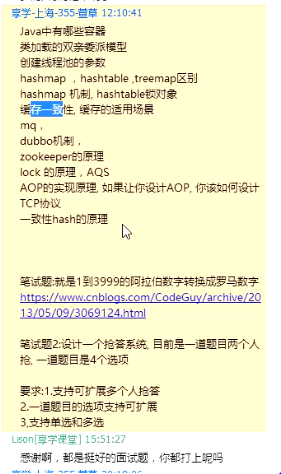 享学-上海-355-萱草 12:10:41
Java中有哪些容器
类加载的双亲委派模型
创建线程池的参数
hashmap ，hashtable ,treemap区别
hashmap 机制, hashtable锁对象
缓存一致性, 缓存的适用场景
mq ，
dubbo机制，
zookeeper的原理
lock 的原理，AQS
AOP的实现原理, 如果让你设计AOP, 你该如何设计
TCP协议
一致性hash的原理
笔试题:就是1到3999的阿拉伯数字转换成罗马数字
https://www.cnblogs.com/CodeGuy/archive/20
13/05/09/3069124.html
笔试题2:设计一个抢答系统, 目前是一道题目两个人
抢, 一道题目是4个选项
要求:1.支持可扩展多个人抢答
2.一道题目的选项支持可扩展
3,支持单选和多选
Lison[享学课堂] 15:51:27
感谢啊，都是挺好的面试题，你都打上呢吗